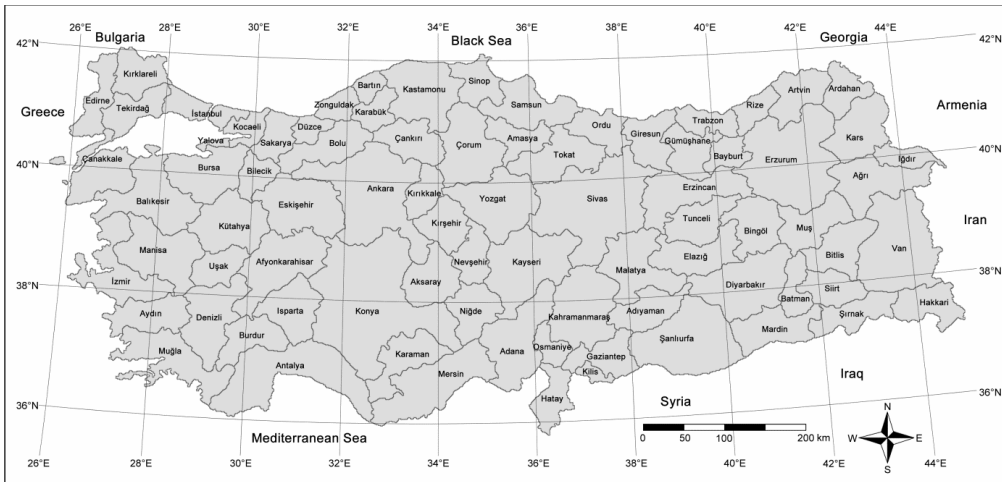 26°E 28°E 30°E 32°E 34°E 36°E 38°E 40°E 42°E 44°E
42°N Bulgaria Black Sea Georgia 42°N
Kırklareli
Edirne
Tekirdağ
Greece
İstanbul
Kocaeli
Yalova
Sakarya
Düzce
Zonguldak
Bartın
Karabük
Kastamonu
Sinop
Samsun
Bolu
Çankırı
Çorum
Amasya
Tokat
Ordu
Giresun
Trabzon
Gümüşhane
Rize
Bayburt
Artvin
Ardahan
Kars
Armenia
Erzurum
Iğdır
40°N
40°N
Çanakkale
Bursa
Bilecik
Balıkesir
Kütahya
Eskişehir
Ankara
Kırıkkale
Kırşehir
Yozgat
Sivas
Erzincan
Tunceli
Bingöl
Muş
Ağrı
Iran
Manisa
Uşak
Afyonkarahisar
Aksaray
Nevşehir
Kayseri
Malatya
Elazığ
Diyarbakır
Bitlis
Van
38°N
38°N
İzmir
Aydın
Denizli
Isparta
Burdur
Konya
Niğde
Kahramanmaraş
Adıyaman
Batman
Siirt
Şırnak
Hakkari
Mardin
Şanlıurfa
Muğla
Antalya
Karaman
Mersin
Adana
Osmaniye
Gaziantep
Kilis
Hatay
Iraq
Syria
36°N
36°N
Mediterranean Sea
0 50 100 200 km
N
W E
S
26°E 28°E 30°E 32°E 34°E 36°E 38°E 40°E 42°E 44°E